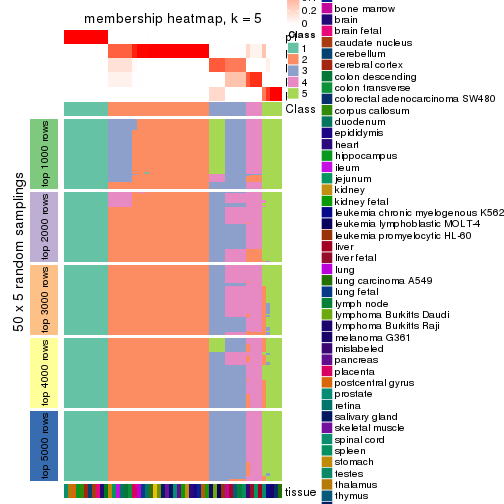 membership heatmap, k = 5
0.2
0
Class
1
2
3
4
5
Class
50 x 5 random samplings
top 1000 rows
top 2000 rows
top 3000 rows
top 4000 rows
top 5000 rows
tissue
bone marrow
brain
brain fetal
caudate nucleus
cerebellum
cerebral cortex
colon descending
colon transverse
colorectal adenocarcinoma SW480
corpus callosum
duodenum
epididymis
heart
hippocampus
ileum
jejunum
kidney
kidney fetal
leukemia chronic myelogenous K562
leukemia lymphoblastic MOLT-4
leukemia promyelocytic HL-60
liver
liver fetal
lung
lung carcinoma A549
lung fetal
lymph node
lymphoma Burkitts Daudi
lymphoma Burkitts Raji
melanoma G361
mislabeled
pancreas
placenta
postcentral gyrus
prostate
retina
salivary gland
skeletal muscle
spinal cord
spleen
stomach
testes
thalamus
thymus